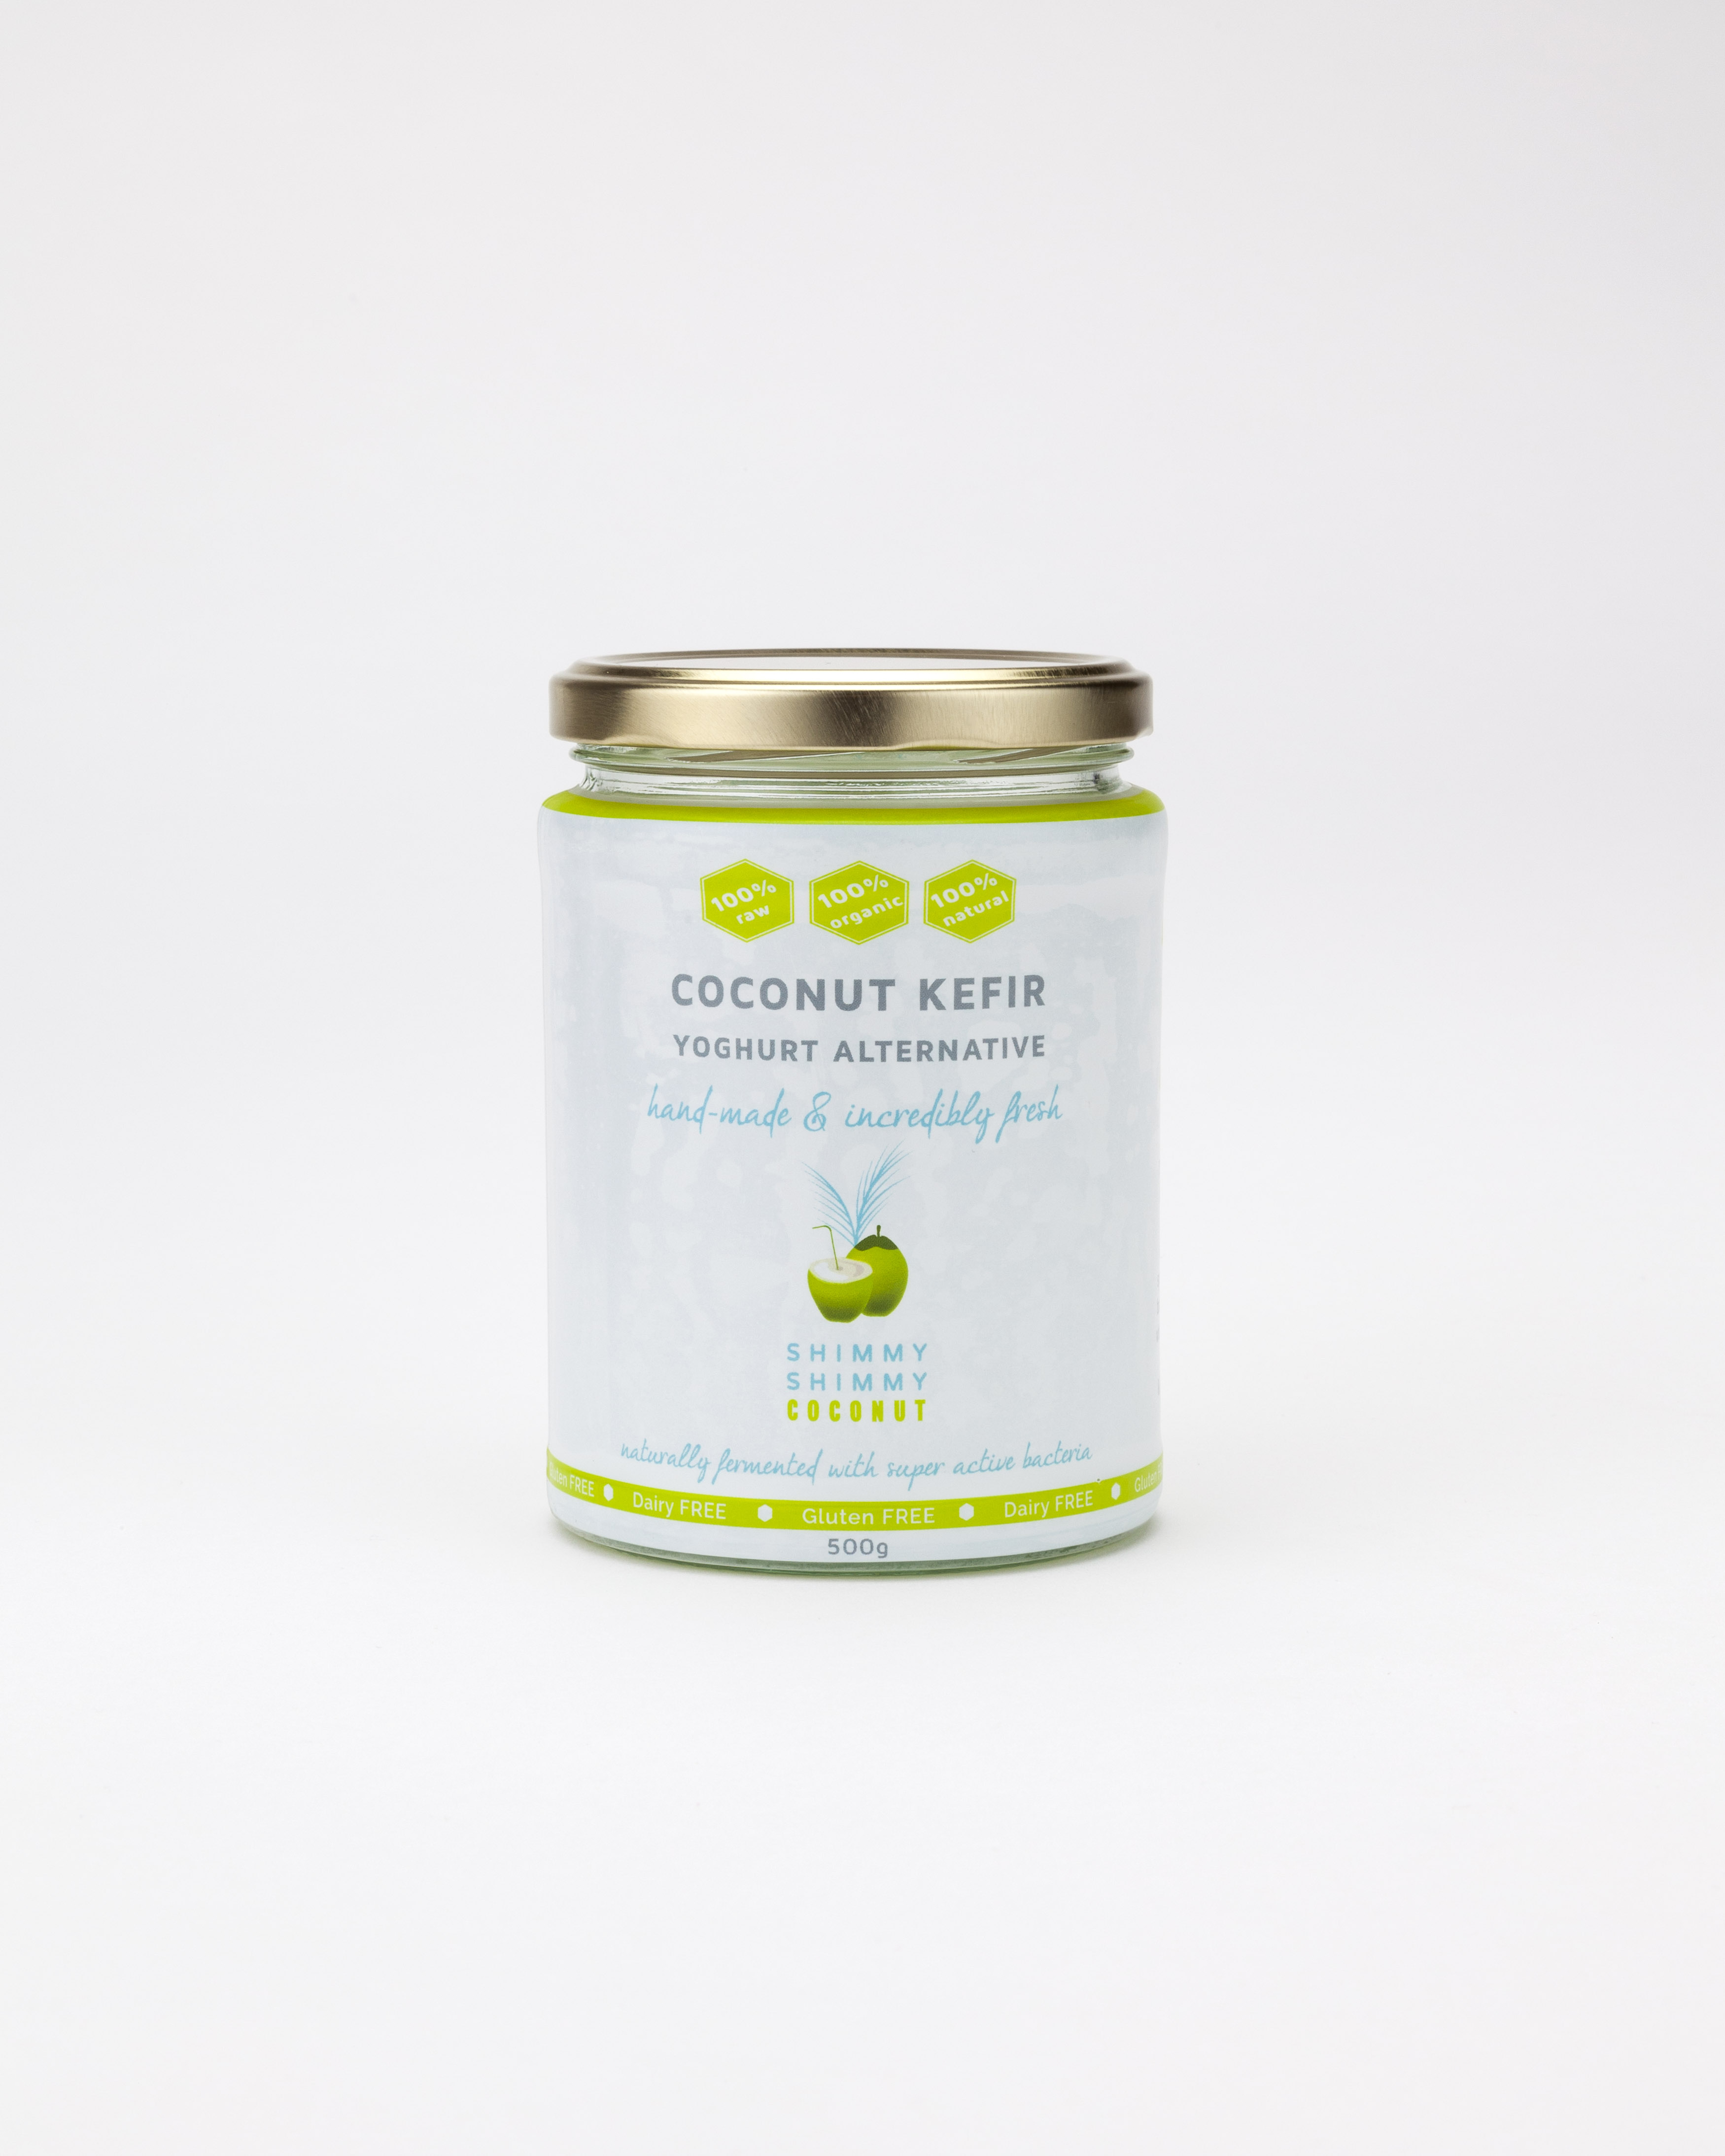 100% raw
100% organic
100% natural
COCONUT KEFIR
YOGHURT ALTERNATIVE
hand-made & incredibly fresh
SHIMMY
SHIMMY
COCONUT
naturally fermented with super active bacteria
FREE Dairy FREE Gluten FREE Dairy FREE
500g